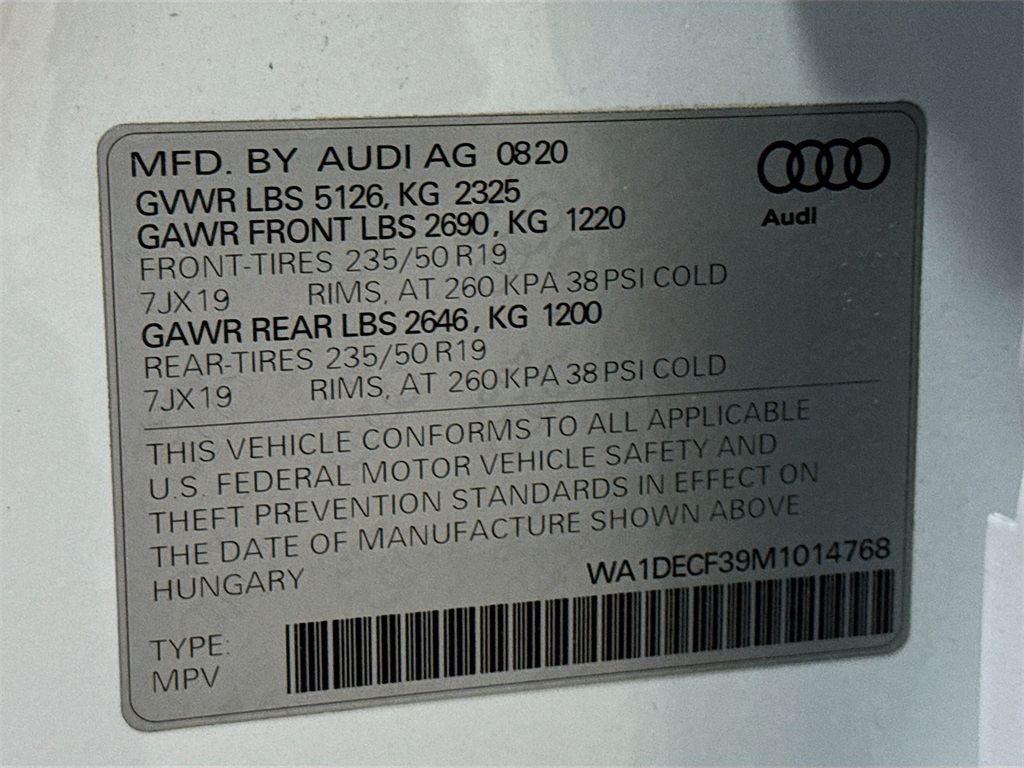 MFD. BY AUDI AG 0820
GVWR LBS 5126, KG 2325
GAWR FRONT LBS 2690, KG 1220
FRONT-TIRES 235/50 R19
7JX19 RIMS, AT 260 KPA 38 PSI COLD
GAWR REAR LBS 2646, KG 1200
REAR-TIRES 235/50 R19
7JX19 RIMS, AT 260 KPA 38 PSI COLD
Audi
THIS VEHICLE CONFORMS TO ALL APPLICABLE
U.S. FEDERAL MOTOR VEHICLE SAFETY AND
THEFT PREVENTION STANDARDS IN EFFECT ON
THE DATE OF MANUFACTURE SHOWN ABOVE
HUNGARY
WA1DECF39M1014768
TYPE:
MPV